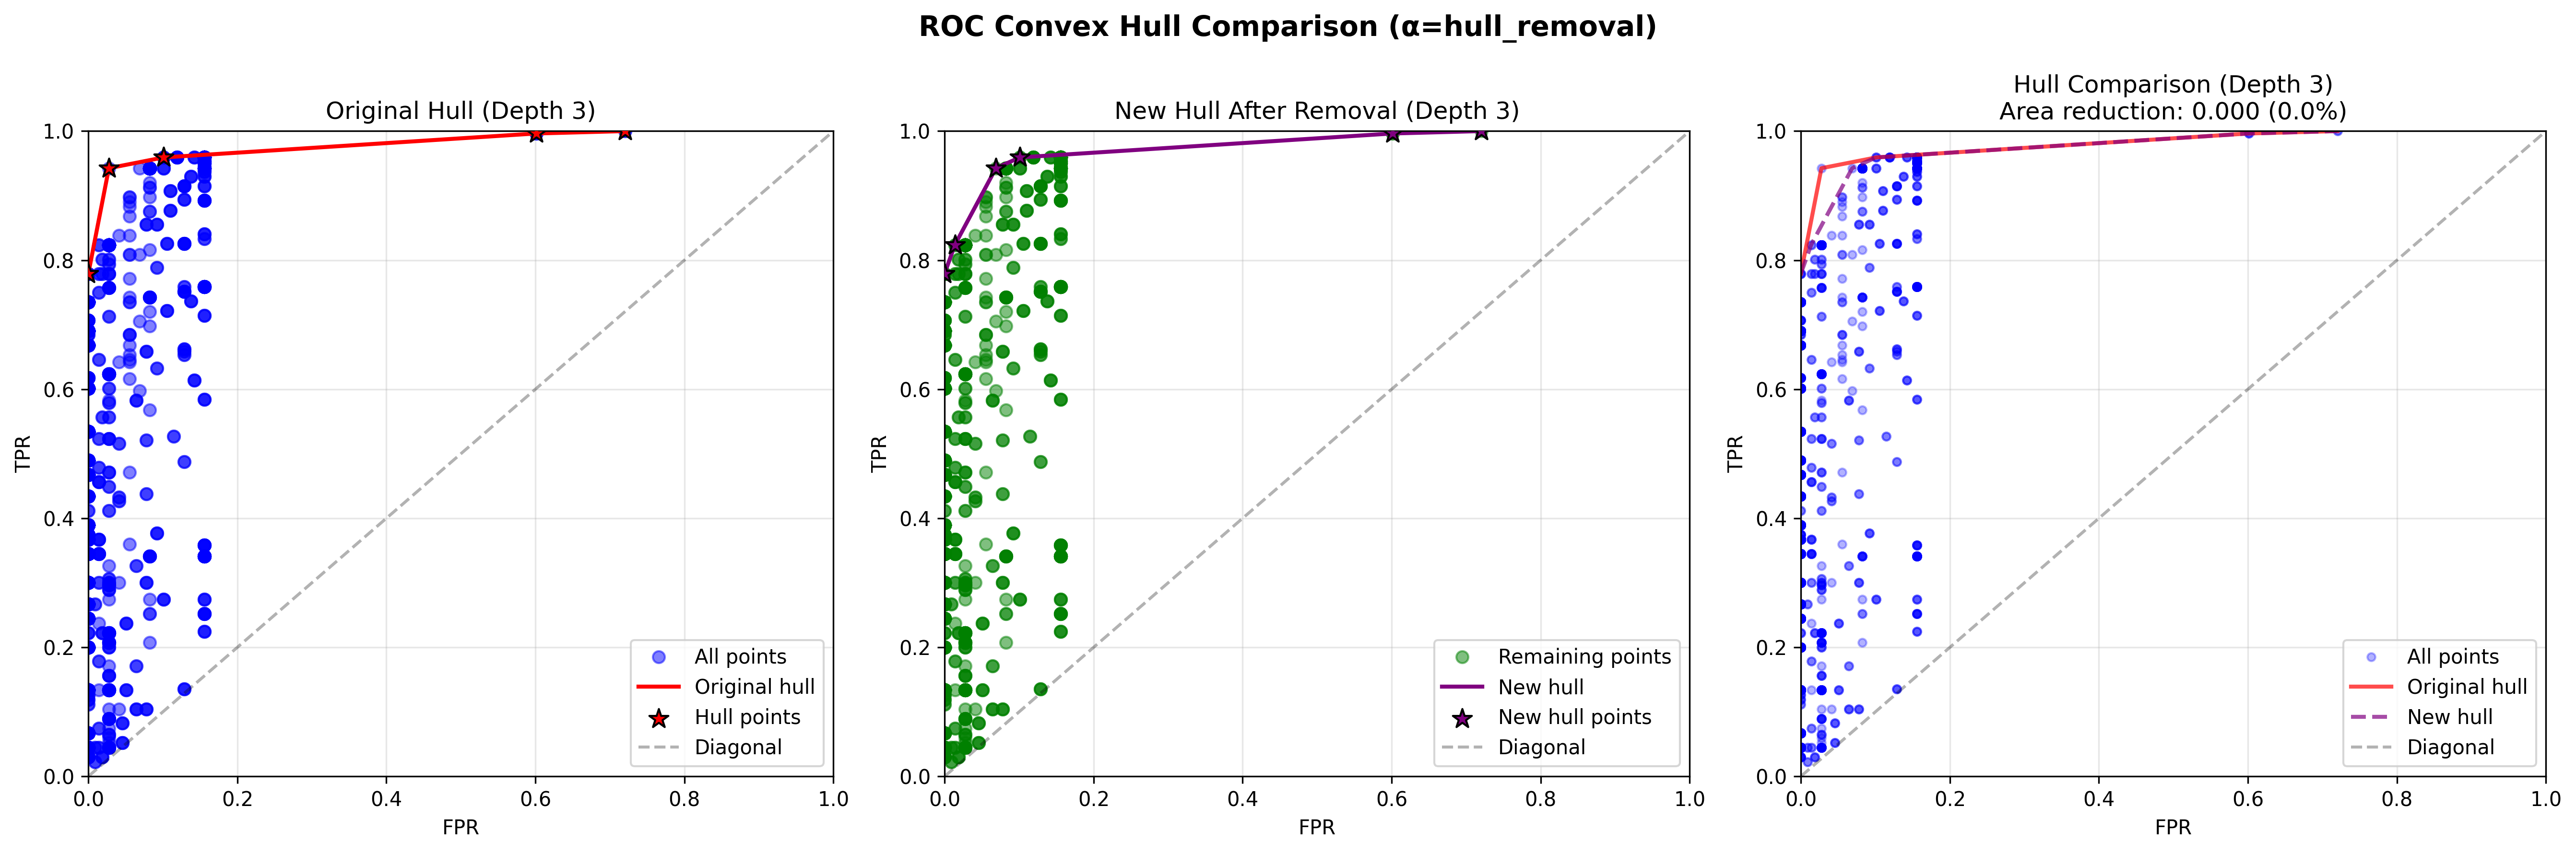 ROC Convex Hull Comparison (α=hull_removal)
Original Hull (Depth 3)
1.0
0.8
0.6
0.4
0.2
0.0
TPR
0.0 0.2 0.4 0.6 0.8 1.0
FPR
All points
Original hull
Hull points
Diagonal
New Hull After Removal (Depth 3)
1.0
0.8
0.6
0.4
0.2
0.0
TPR
0.0 0.2 0.4 0.6 0.8 1.0
FPR
Remaining points
New hull
New hull points
Diagonal
Hull Comparison (Depth 3)
Area reduction: 0.000 (0.0%)
1.0
0.8
0.6
0.4
0.2
0.0
TPR
0.0 0.2 0.4 0.6 0.8 1.0
FPR
All points
Original hull
New hull
Diagonal